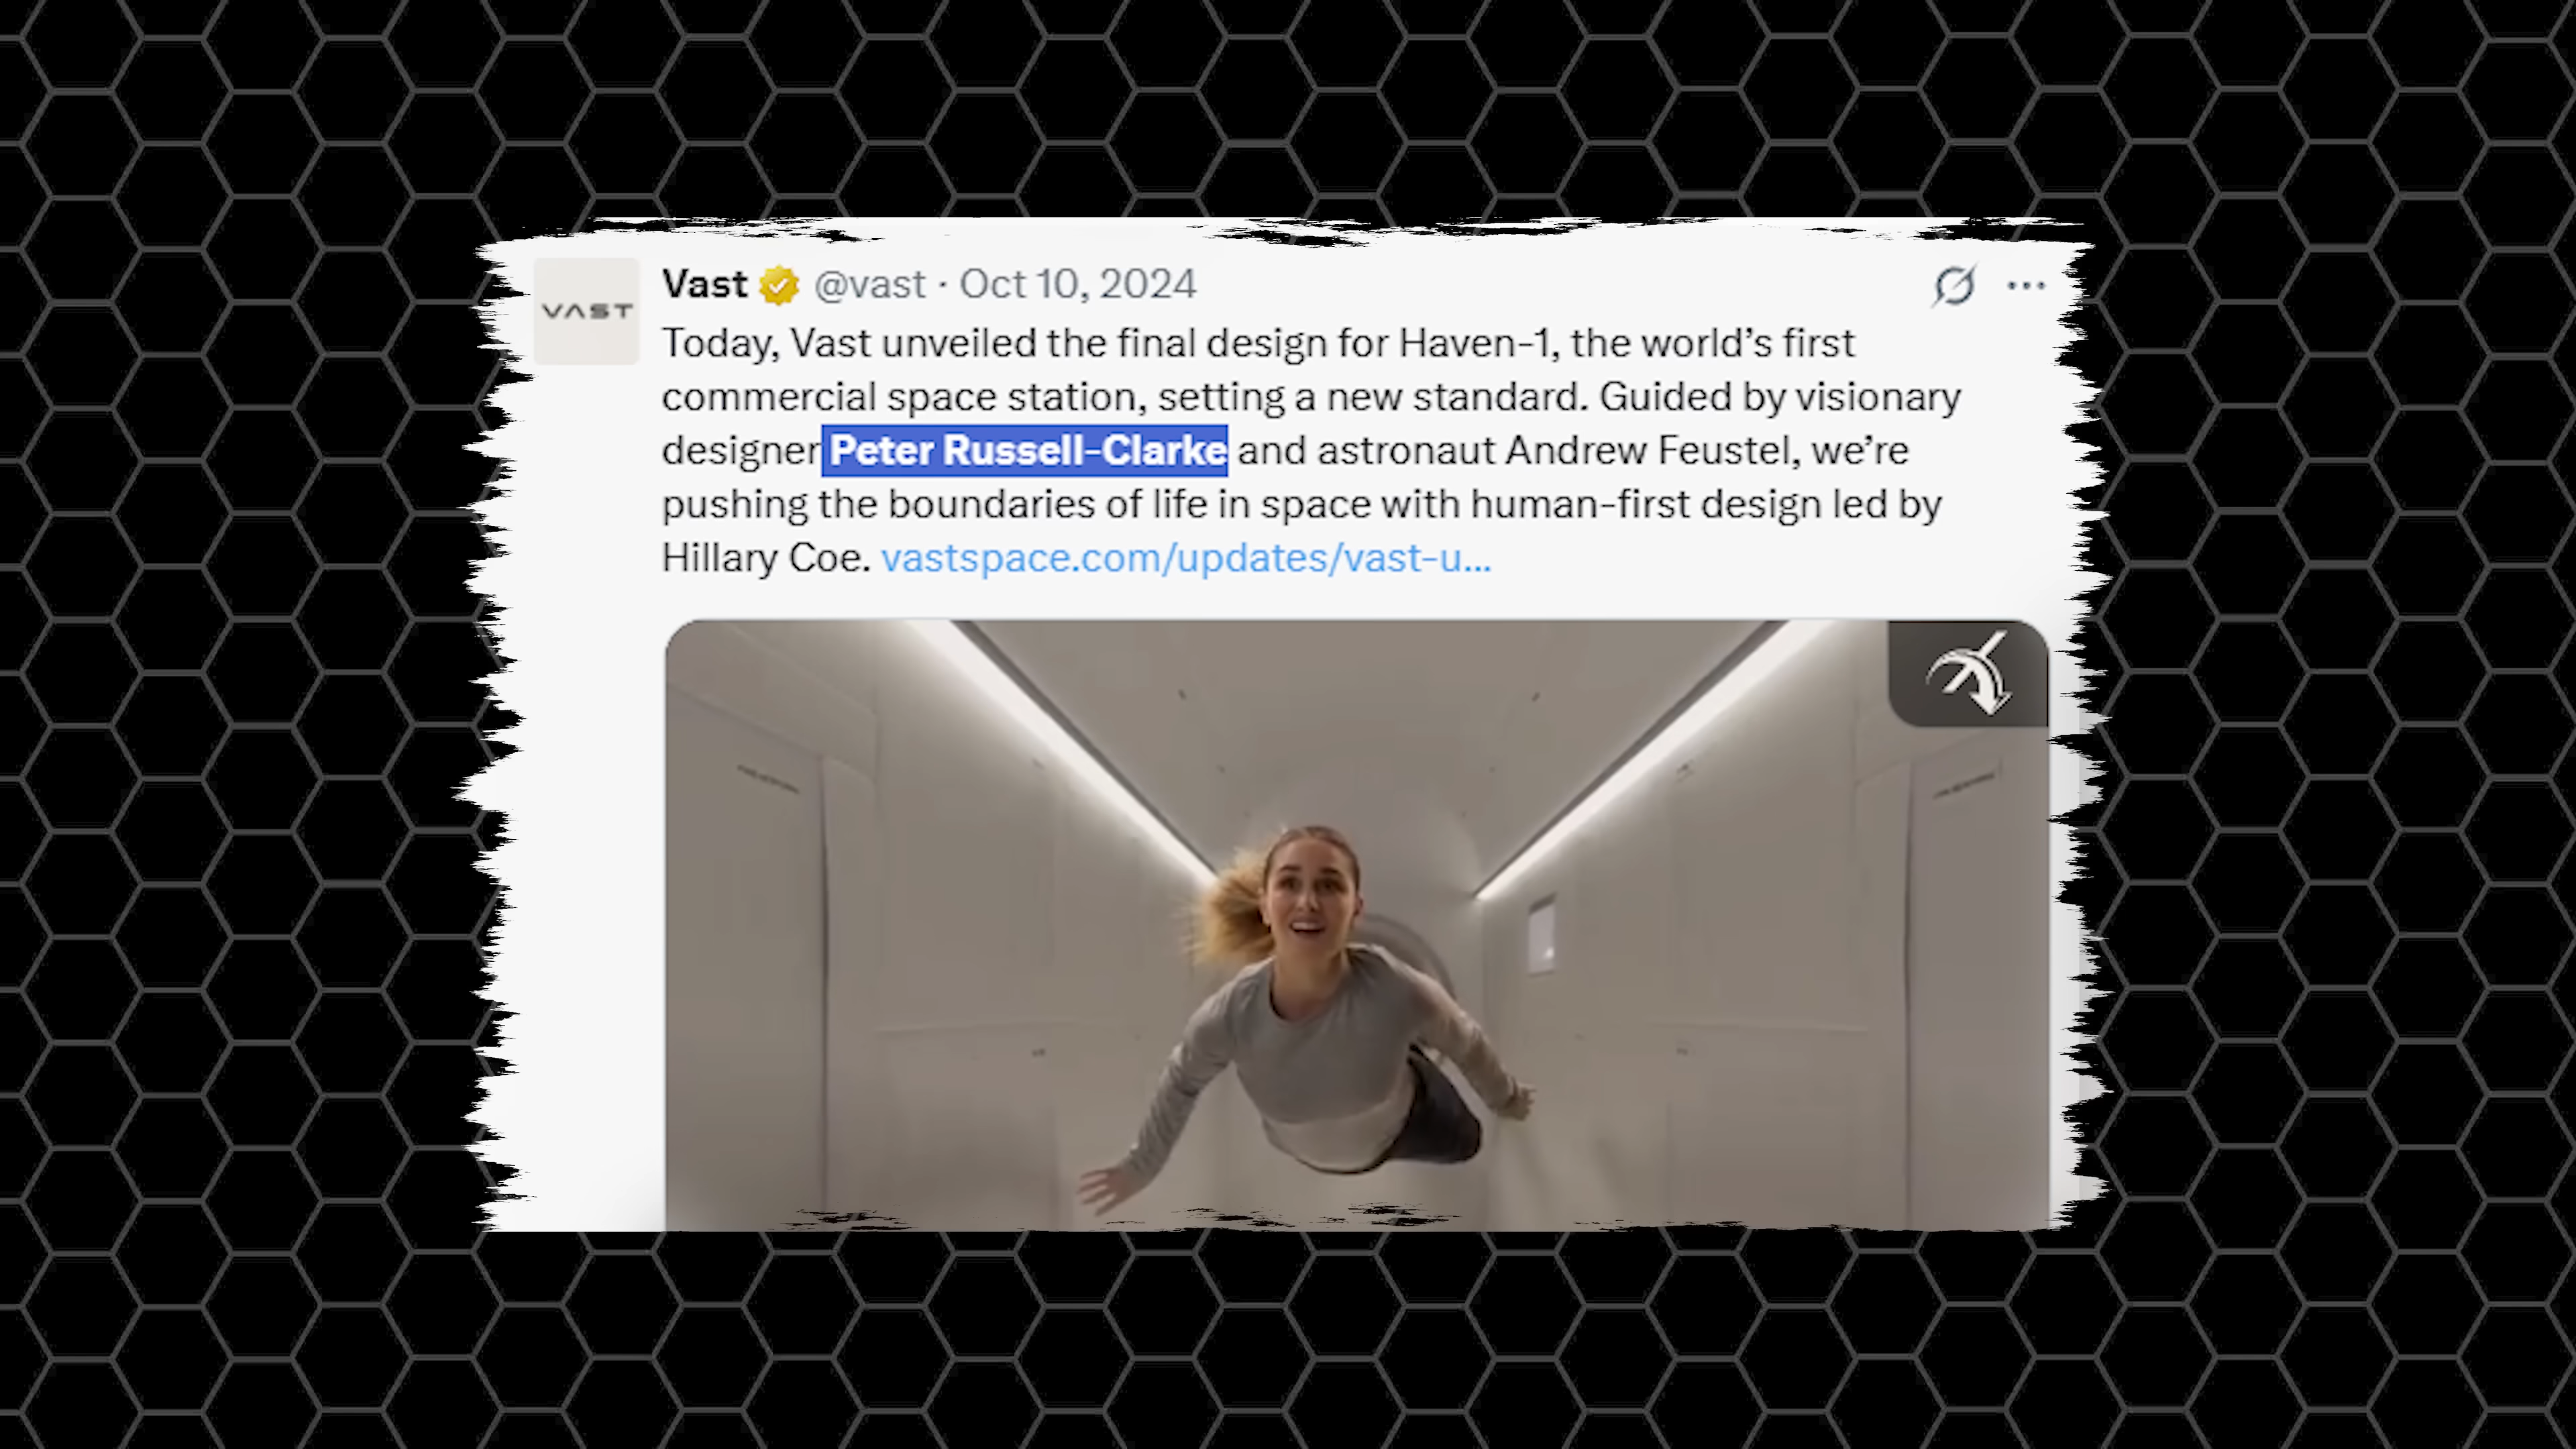 VAST
Vast @vast · Oct 10, 2024
Today, Vast unveiled the final design for Haven-1, the world’s first
commercial space station, setting a new standard. Guided by visionary
designer Peter Russell-Clarke and astronaut Andrew Feustel, we’re
pushing the boundaries of life in space with human-first design led by
Hillary Coe. vastspace.com/updates/vast-u...